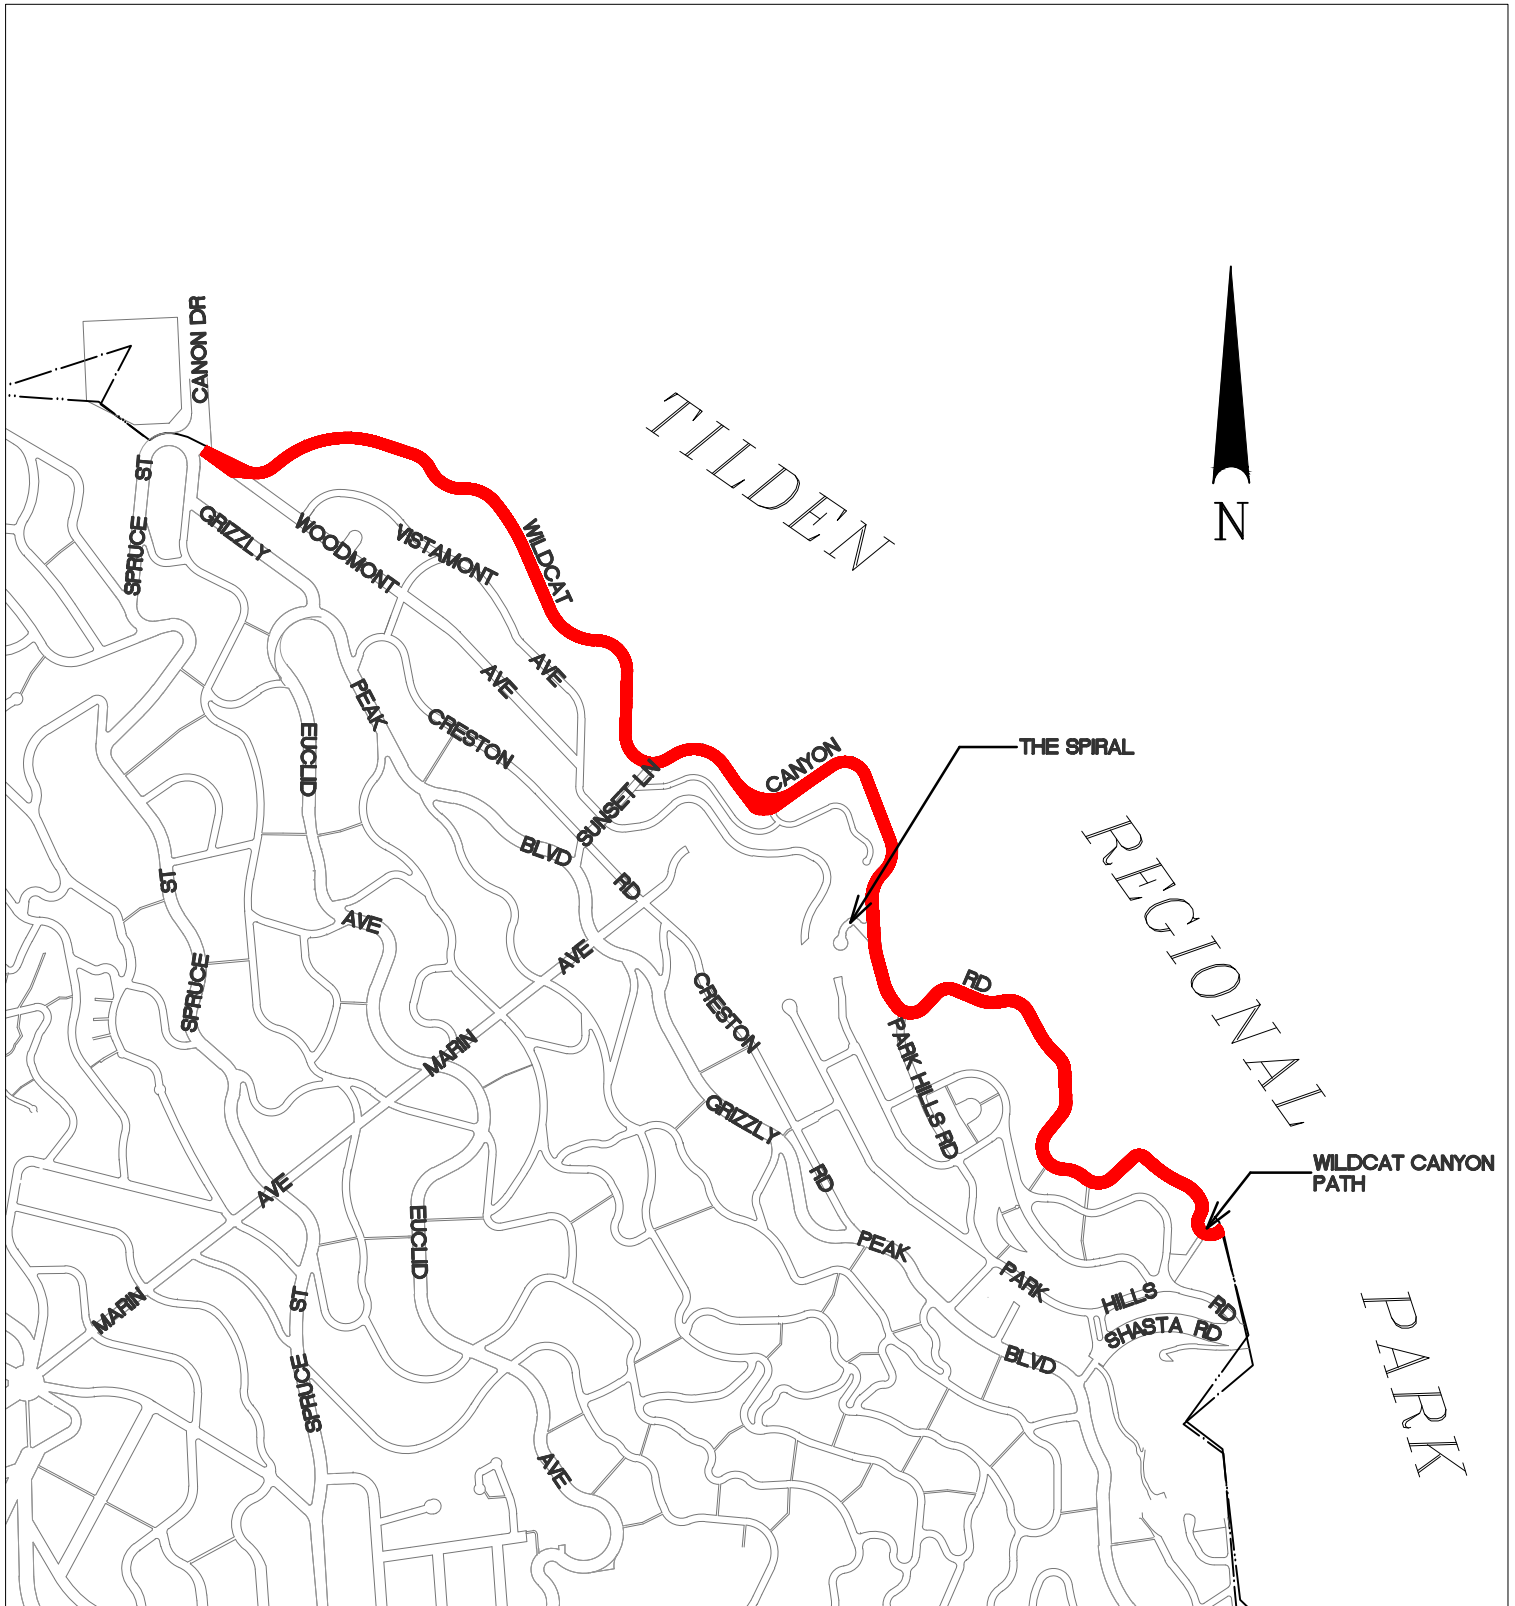 CANON DR
TILDEN
N
SPRUCE ST
GRIZZLY
WOODMONT
VISTAMONT
WILDCAT
AVE
AVE
PEAK
CRESTON
EUCLID
SUNSET LN
CANYON
THE SPIRAL
BLVD
RD
REGIONAL
ST
AVE
AVE
SPRUCE
CRESTON
RD
MARIN
PARK HILLS RD
GRIZZLY
RD
WILDCAT CANYON
PATH
AVE
EUCLID
PEAK
PARK
HILLS
RD
SHASTA RD
MARIN
ST
BLVD
SPRUCE
PARK
AVE